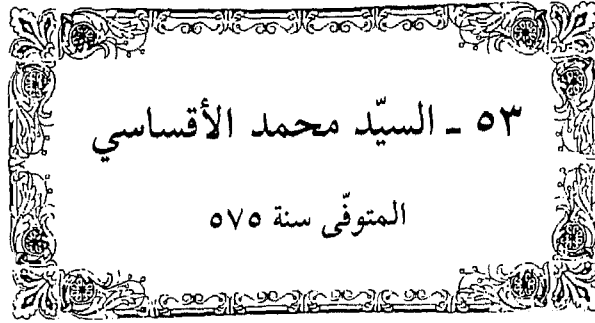 ٥٣ ـ السيّد محمد الأقساسي
المتوفّى سنة ٥٧٥